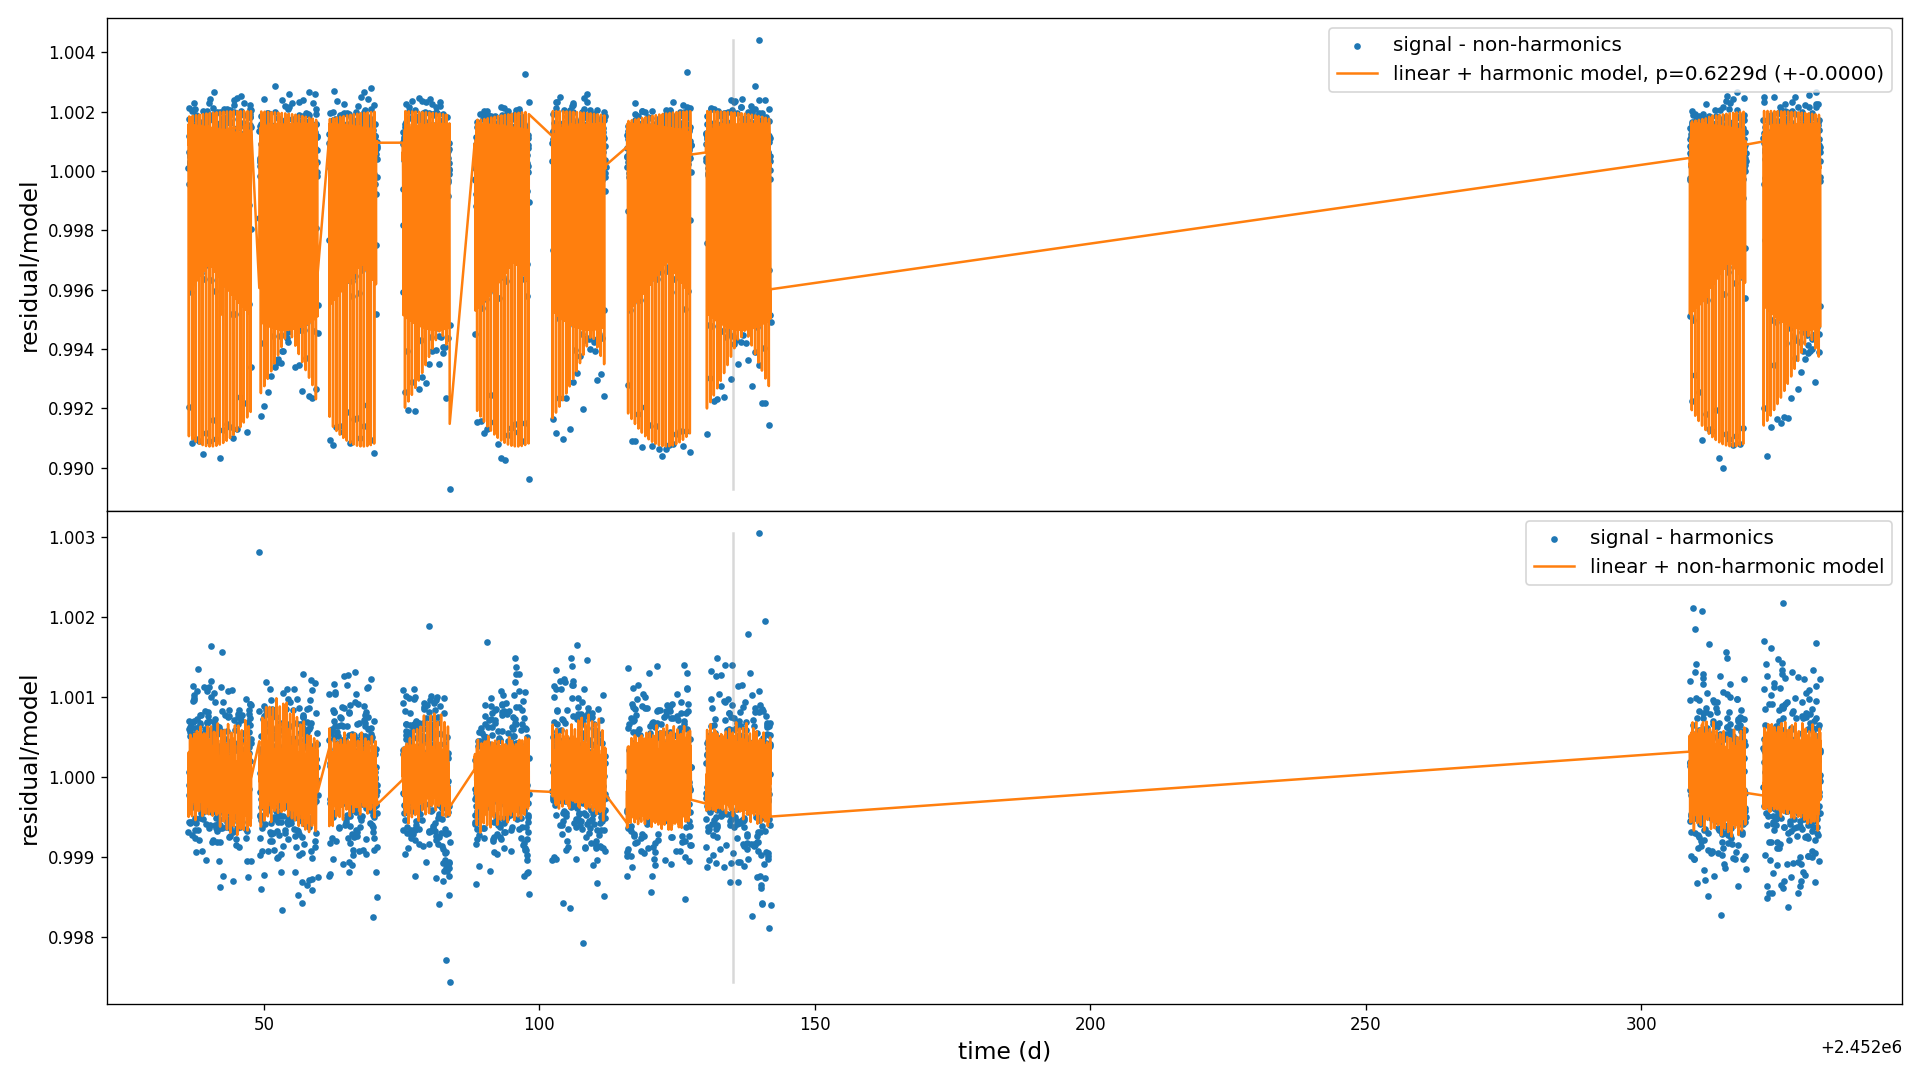 1.004
1.002
1.000
0.998
0.996
0.994
0.992
0.990
residual/model
signal - non-harmonics
linear + harmonic model, p=0.6229d (+-0.0000)
1.003
1.002
1.001
1.000
0.999
0.998
residual/model
signal - harmonics
linear + non-harmonic model
50 100 150 200 250 300
time (d)
+2.452e6